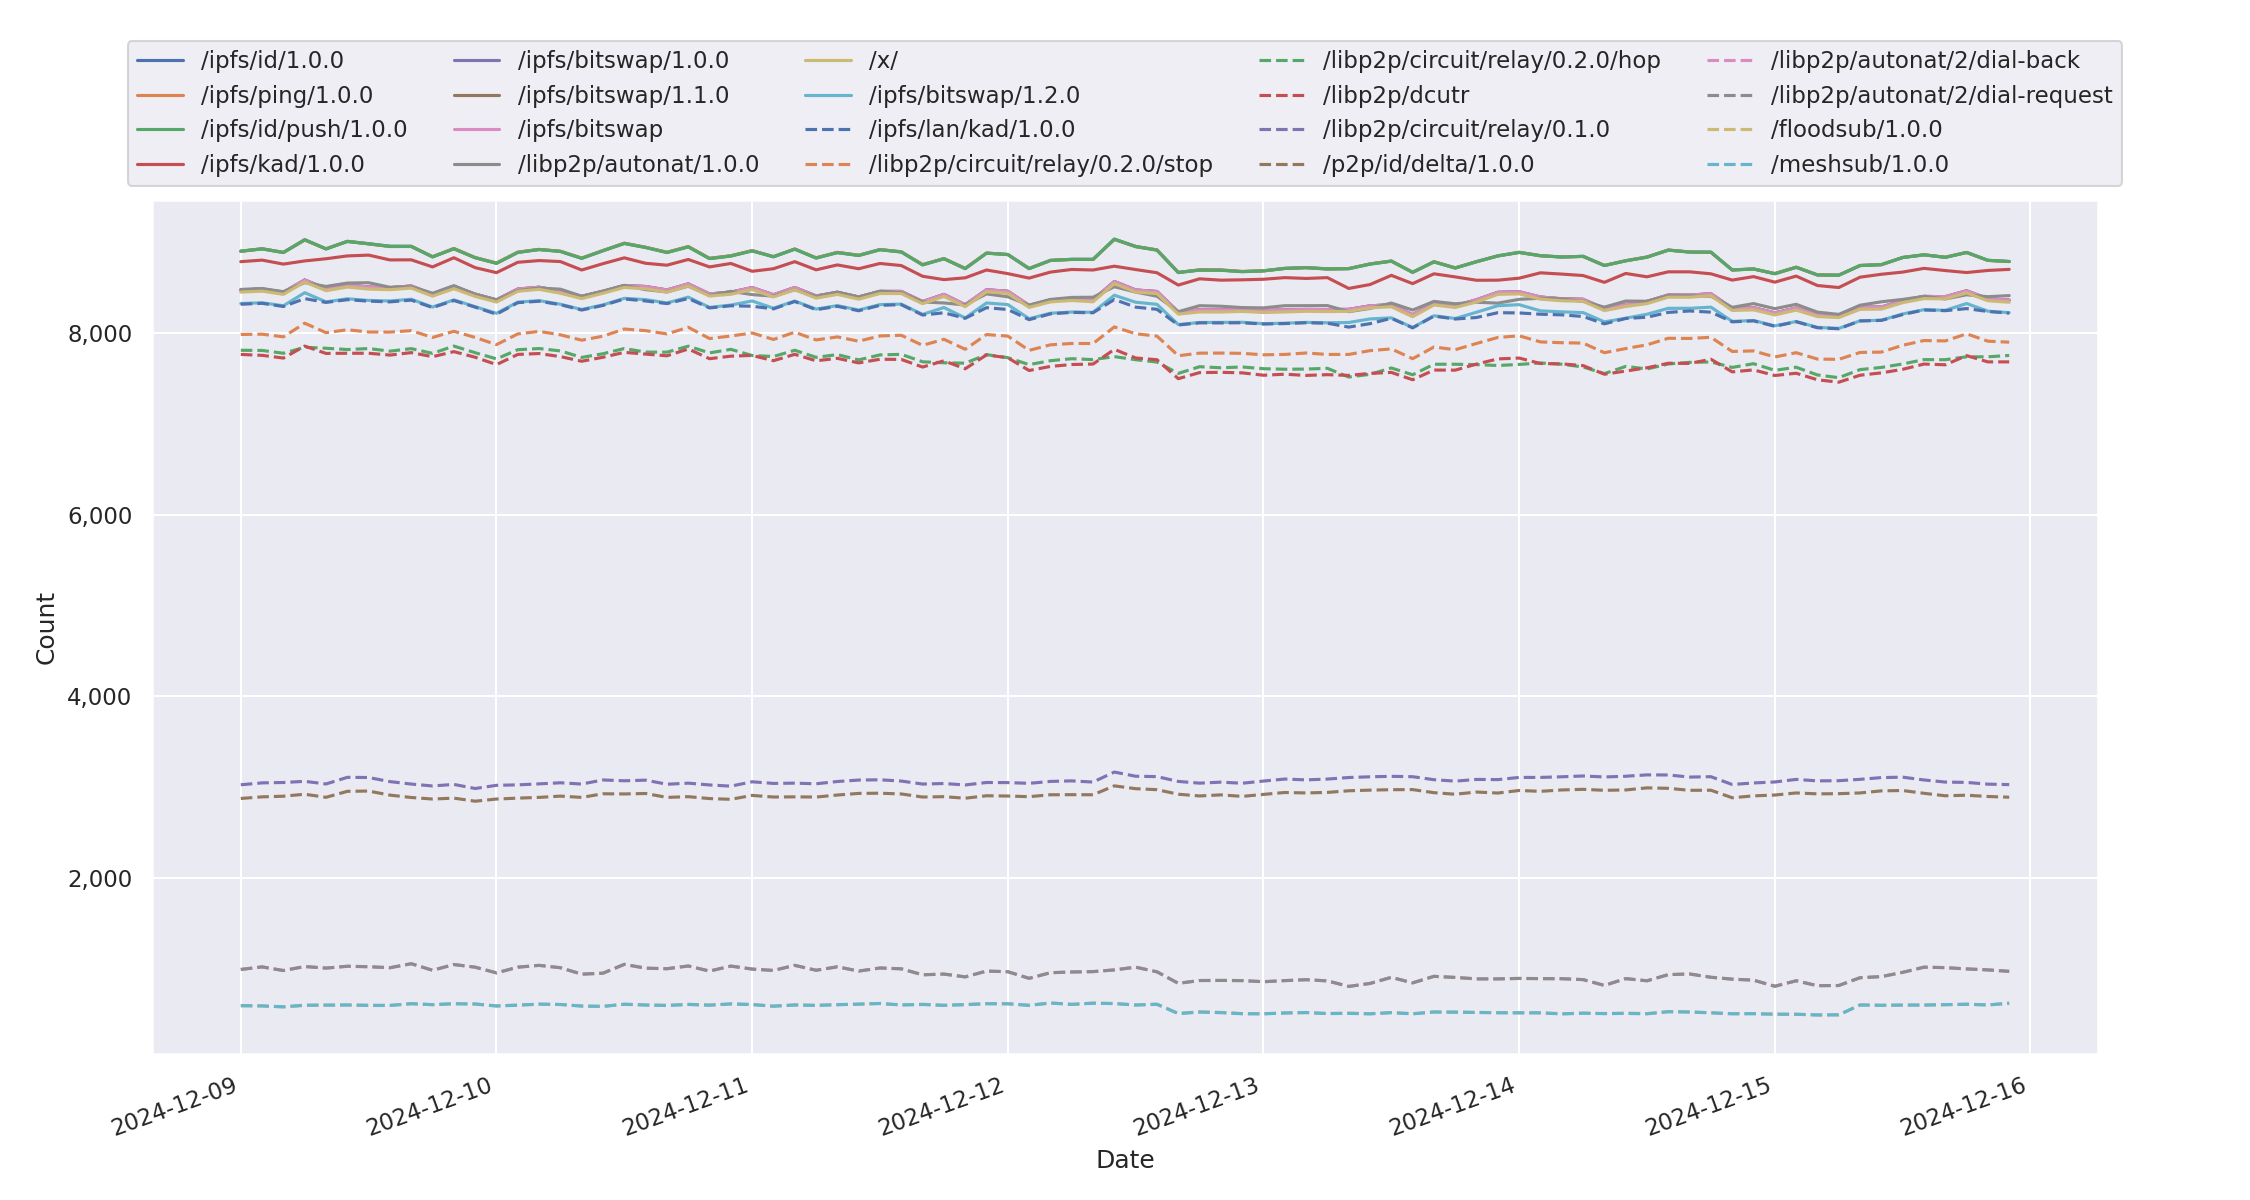 /ipfs/id/1.0.0
/ipfs/ping/1.0.0
/ipfs/id/push/1.0.0
/ipfs/kad/1.0.0
/ipfs/bitswap/1.0.0
/ipfs/bitswap/1.1.0
/ipfs/bitswap
/libp2p/autonat/1.0.0
/x/
/ipfs/bitswap/1.2.0
/ipfs/lan/kad/1.0.0
/libp2p/circuit/relay/0.2.0/stop
/libp2p/circuit/relay/0.2.0/hop
/libp2p/dcutr
/libp2p/circuit/relay/0.1.0
/p2p/id/delta/1.0.0
/libp2p/autonat/2/dial-back
/libp2p/autonat/2/dial-request
/floodsub/1.0.0
/meshsub/1.0.0
8,000
6,000
4,000
2,000
Count
2024-12-09
2024-12-10
2024-12-11
2024-12-12
2024-12-13
2024-12-14
2024-12-15
2024-12-16
Date